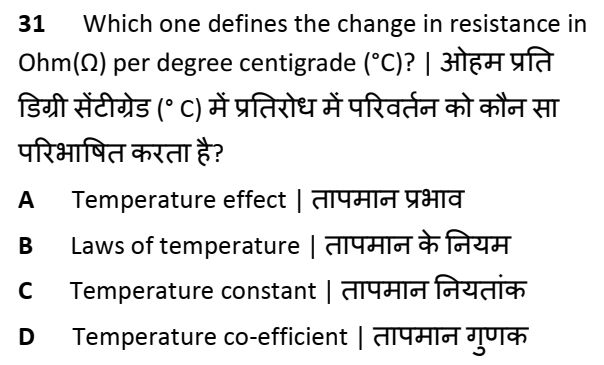 31 Which one defines the change in resistance in
Ohm(Ω) per degree centigrade (°C)? | ओहम प्रति
डिग्री सेंटीग्रेड (° C) में प्रतिरोध में परिवर्तन को कौन सा
परिभाषित करता है?
A Temperature effect | तापमान प्रभाव
B Laws of temperature | तापमान के नियम
C Temperature constant | तापमान नियतांक
D Temperature co-efficient | तापमान गुणक